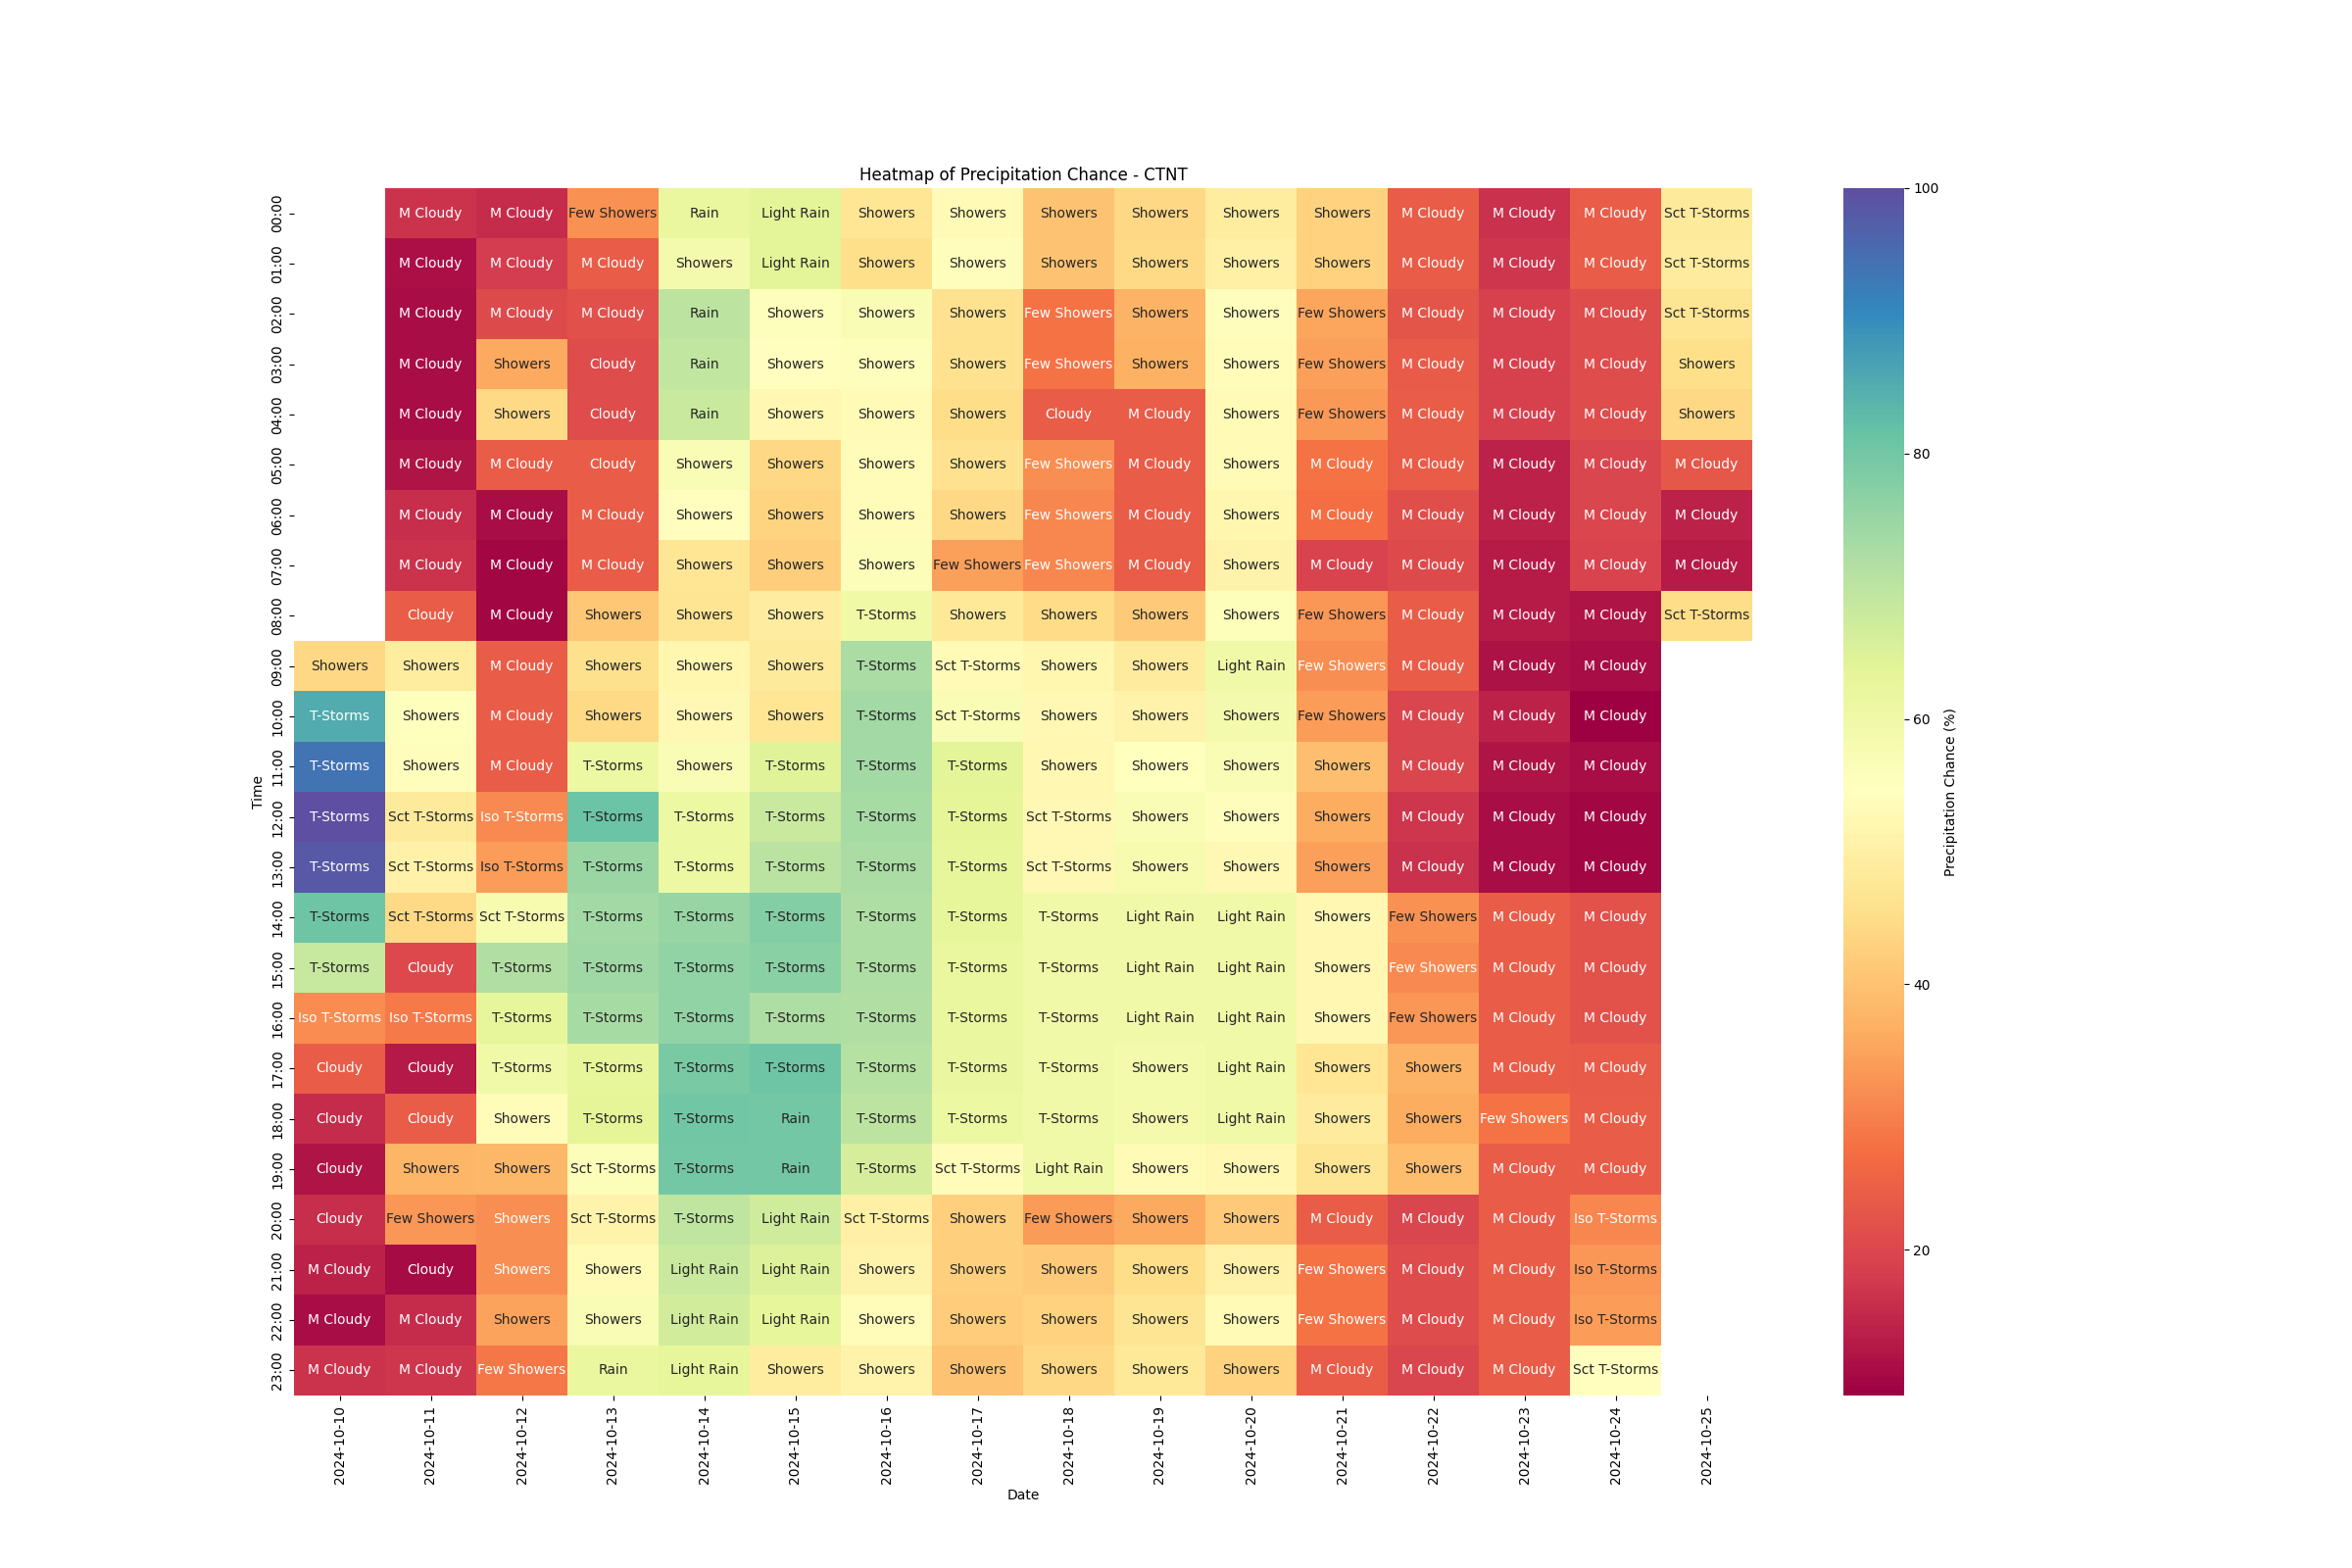 Heatmap of Precipitation Chance - CTNT
00:00 M Cloudy M Cloudy Few Showers Rain Light Rain Showers Showers Showers Showers Showers Showers M Cloudy M Cloudy M Cloudy Sct T-Storms 100
01:00 M Cloudy M Cloudy M Cloudy Showers Light Rain Showers Showers Showers Showers Showers Showers M Cloudy M Cloudy M Cloudy Sct T-Storms
02:00 M Cloudy M Cloudy M Cloudy Rain Showers Showers Showers Few Showers Showers Showers Few Showers M Cloudy M Cloudy M Cloudy Sct T-Storms
03:00 M Cloudy Showers Cloudy Rain Showers Showers Showers Few Showers Showers Showers Few Showers M Cloudy M Cloudy M Cloudy Showers
04:00 M Cloudy Showers Cloudy Rain Showers Showers Showers Cloudy M Cloudy Showers Few Showers M Cloudy M Cloudy M Cloudy Showers
05:00 M Cloudy M Cloudy Cloudy Showers Showers Showers Showers Few Showers M Cloudy Showers M Cloudy M Cloudy M Cloudy M Cloudy M Cloudy 80
06:00 M Cloudy M Cloudy M Cloudy Showers Showers Showers Showers Few Showers M Cloudy Showers M Cloudy M Cloudy M Cloudy M Cloudy M Cloudy
07:00 M Cloudy M Cloudy M Cloudy Showers Showers Showers Few Showers Few Showers M Cloudy Showers M Cloudy M Cloudy M Cloudy M Cloudy M Cloudy
08:00 Cloudy M Cloudy Showers Showers Showers T-Storms Showers Showers Showers Showers Few Showers M Cloudy M Cloudy M Cloudy Sct T-Storms
09:00 Showers Showers M Cloudy Showers Showers Showers T-Storms Sct T-Storms Showers Showers Light Rain Few Showers M Cloudy M Cloudy M Cloudy
10:00 T-Storms Showers M Cloudy Showers Showers Showers T-Storms Sct T-Storms Showers Showers Showers Few Showers M Cloudy M Cloudy M Cloudy 60
11:00 T-Storms Showers M Cloudy T-Storms Showers T-Storms T-Storms T-Storms Showers Showers Showers Showers M Cloudy M Cloudy M Cloudy
Time
Precipitation Chance (%)
12:00 T-Storms Sct T-Storms Iso T-Storms T-Storms T-Storms T-Storms T-Storms T-Storms Sct T-Storms Showers Showers Showers M Cloudy M Cloudy M Cloudy
13:00 T-Storms Sct T-Storms Iso T-Storms T-Storms T-Storms T-Storms T-Storms T-Storms Sct T-Storms Showers Showers Showers M Cloudy M Cloudy M Cloudy
14:00 T-Storms Sct T-Storms Sct T-Storms T-Storms T-Storms T-Storms T-Storms T-Storms T-Storms Light Rain Light Rain Showers Few Showers M Cloudy M Cloudy
15:00 T-Storms Cloudy T-Storms T-Storms T-Storms T-Storms T-Storms T-Storms T-Storms Light Rain Light Rain Showers Few Showers M Cloudy M Cloudy 40
16:00 Iso T-Storms Iso T-Storms T-Storms T-Storms T-Storms T-Storms T-Storms T-Storms T-Storms Light Rain Light Rain Showers Few Showers M Cloudy M Cloudy
17:00 Cloudy Cloudy T-Storms T-Storms T-Storms T-Storms T-Storms T-Storms T-Storms Showers Light Rain Showers Showers M Cloudy M Cloudy
18:00 Cloudy Cloudy Showers T-Storms T-Storms Rain T-Storms T-Storms T-Storms Showers Light Rain Showers Showers Few Showers M Cloudy
19:00 Cloudy Showers Showers Sct T-Storms T-Storms Rain T-Storms Sct T-Storms Light Rain Showers Showers Showers Showers M Cloudy M Cloudy
20:00 Cloudy Few Showers Showers Sct T-Storms T-Storms Light Rain Sct T-Storms Showers Few Showers Showers Showers M Cloudy M Cloudy M Cloudy Iso T-Storms
21:00 M Cloudy Cloudy Showers Showers Light Rain Light Rain Showers Showers Showers Showers Showers Few Showers M Cloudy M Cloudy Iso T-Storms 20
22:00 M Cloudy M Cloudy Showers Showers Light Rain Light Rain Showers Showers Showers Showers Showers Few Showers M Cloudy M Cloudy Iso T-Storms
23:00 M Cloudy M Cloudy Few Showers Rain Light Rain Showers Showers Showers Showers Showers Showers M Cloudy M Cloudy M Cloudy Sct T-Storms
2024-10-10 2024-10-11 2024-10-12 2024-10-13 2024-10-14 2024-10-15 2024-10-16 2024-10-17 2024-10-18 2024-10-19 2024-10-20 2024-10-21 2024-10-22 2024-10-23 2024-10-24 2024-10-25
Date